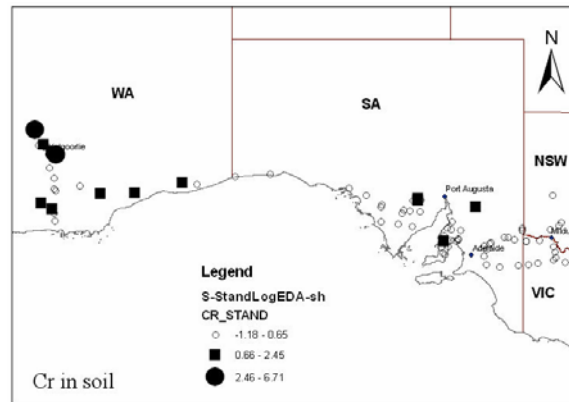 N
WA
SA
NSW
Port Augusta
Adelaide
VIC
Legend
S-StandLogEDA-sh
CR_STAND
-1.18 - 0.65
0.66 - 2.45
2.46 - 6.71
Cr in soil